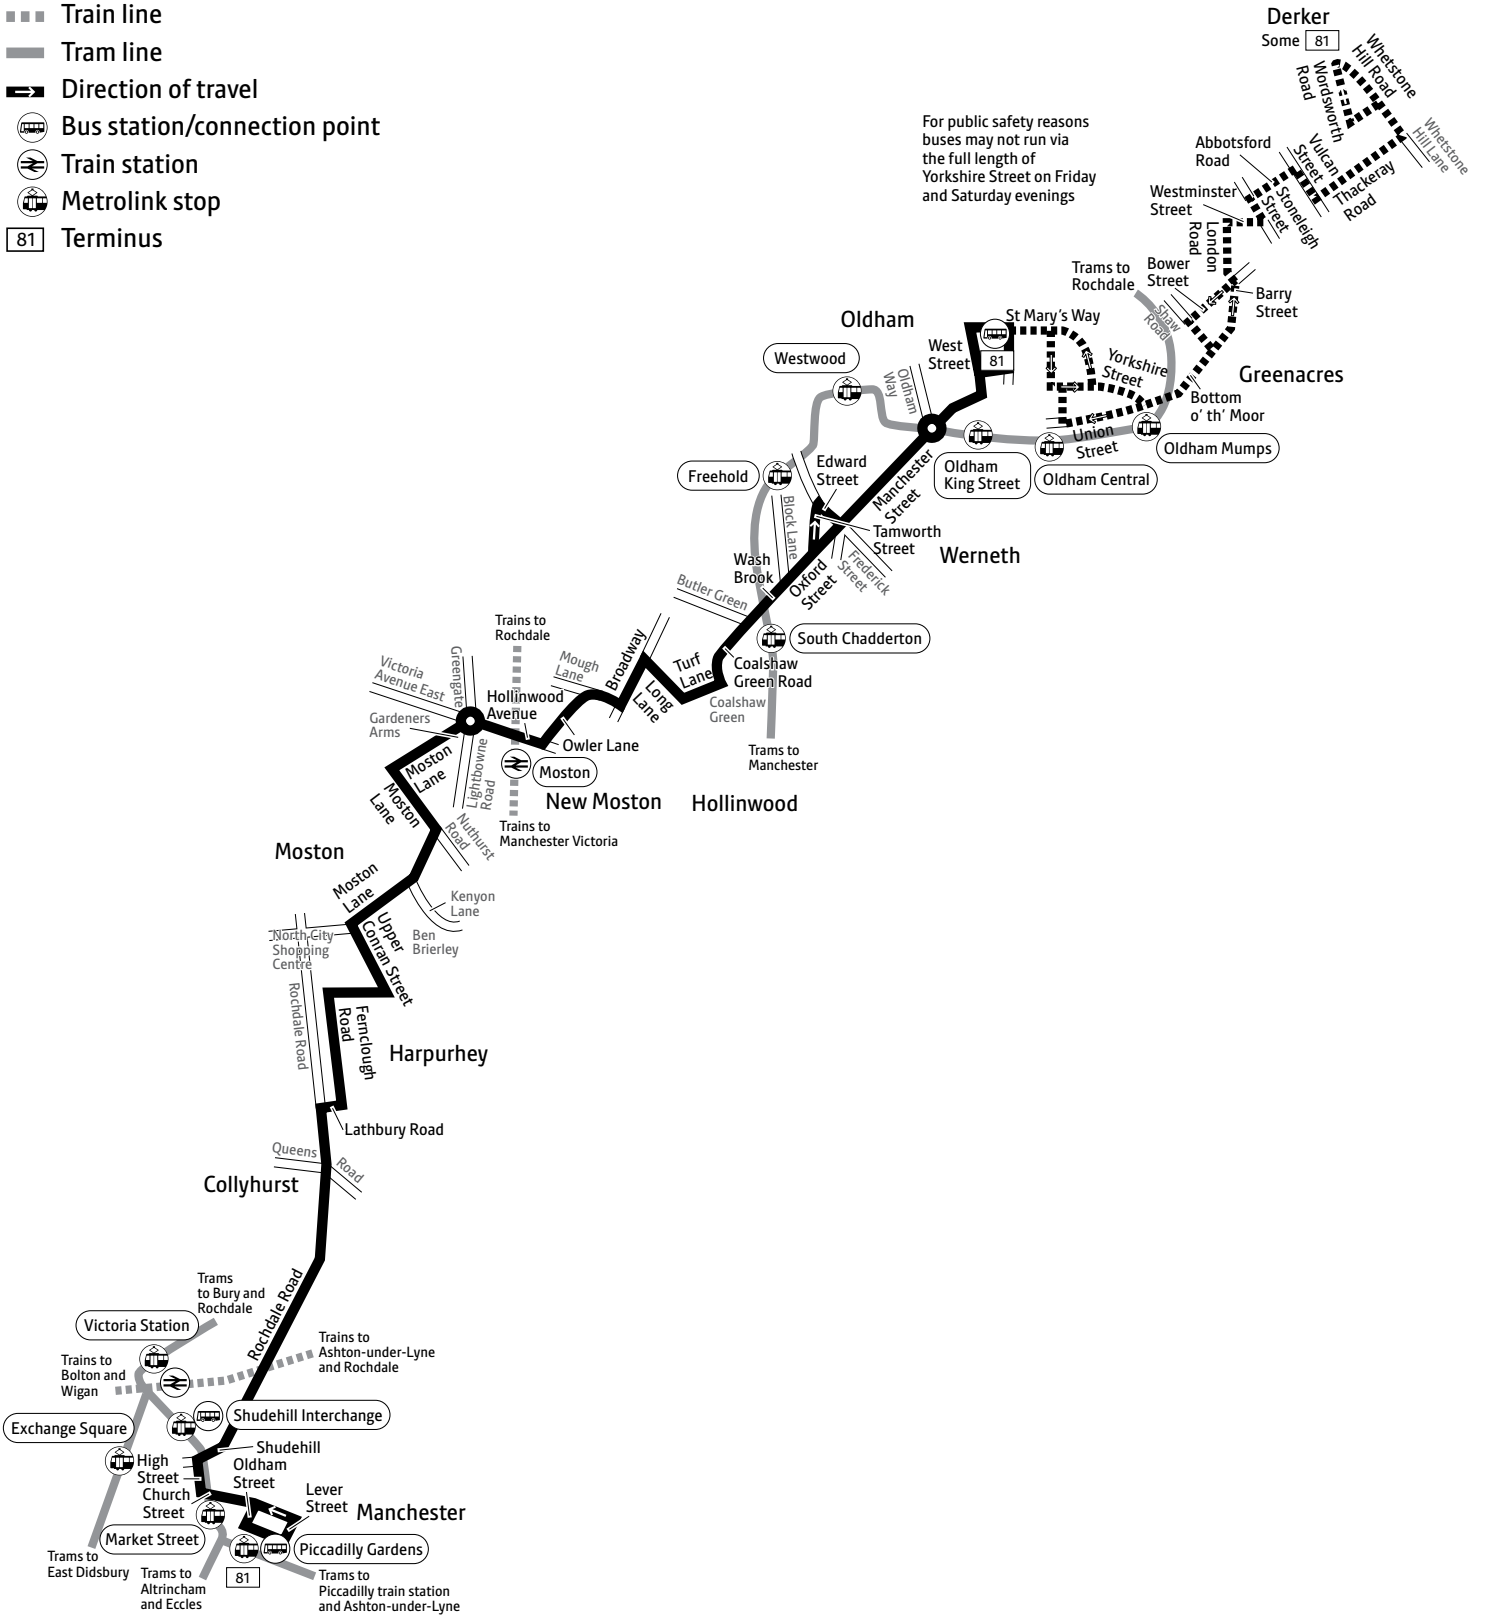 Train line
Tram line
Direction of travel
Bus station/connection point
Train station
Metrolink stop
81 Terminus
Derker
Some 81
Whetstone
Hill Road
Wordsworth
Road
Whetstone
Hill Lane
For public safety reasons
buses may not run via
the full length of
Yorkshire Street on Friday
and Saturday evenings
Abbotsford
Road
Vulcan
Street
Thackeray
Road
Westminster
Street
Stoneleigh
Street
London
Road
Bower
Street
Trams to
Rochdale
Barry
Street
Shaw
Road
Oldham
St Mary's Way
West
Street
81
Westwood
Oldham
Way
Yorkshire
Street
Greenacres
Bottom
o' th' Moor
Union
Street
Oldham Mumps
Oldham
King Street
Oldham Central
Freehold
Edward
Street
Manchester
Street
Block Lane
Tamworth
Street
Werneth
Wash
Brook
Oxford
Street
Frederick
Street
Butler Green
South Chadderton
Trains to
Rochdale
Broadway
Mough
Lane
Turf
Lane
Coalshaw
Green Road
Victoria
Avenue East
Greengate
Hollinwood
Avenue
Long
Lane
Coalshaw
Green
Gardeners
Arms
Owler Lane
Trams to
Manchester
Moston
Lane
Lightbowne
Road
Moston
New Moston
Hollinwood
Moston
Lane
Nuthurst
Road
Trains to
Manchester Victoria
Moston
Moston
Lane
Kenyon
Lane
Upper
Conran Street
Ben
Brierley
North City
Shopping
Centre
Rochdale Road
Fernclough
Road
Harpurhey
Lathbury Road
Queens
Road
Collyhurst
Rochdale Road
Trams
to Bury and
Rochdale
Victoria Station
Trains to
Ashton-under-Lyne
and Rochdale
Trains to
Bolton and
Wigan
Shudehill Interchange
Exchange Square
Shudehill
High
Street
Oldham
Street
Church
Street
Lever
Street
Manchester
Market Street
Piccadilly Gardens
Trams to
East Didsbury
Trams to
Altrincham
and Eccles
81
Trams to
Piccadilly train station
and Ashton-under-Lyne